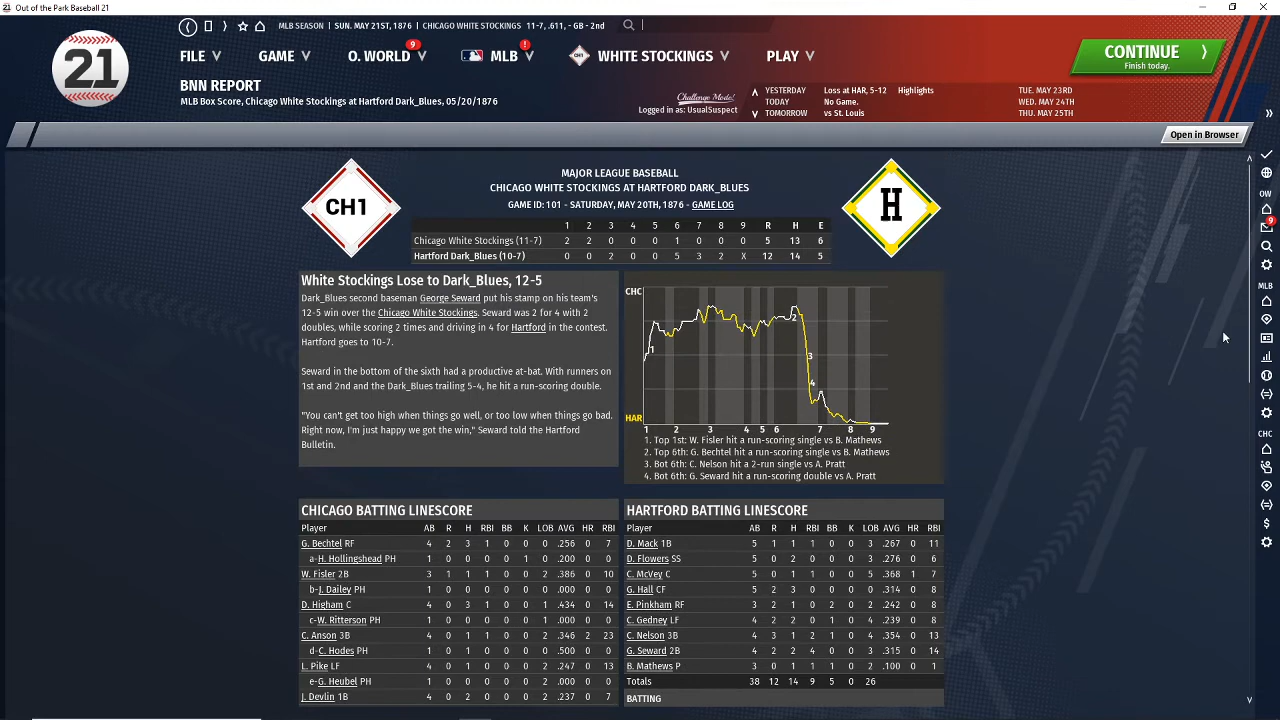 Out of the Park Baseball 21
MLB SEASON | SUN. MAY 21ST, 1876 | CHICAGO WHITE STOCKINGS 11-7, .611, - GB - 2nd
21
FILE GAME O. WORLD 9 MLB ! CH1 WHITE STOCKINGS PLAY
CONTINUE
Finish today.
BNN REPORT
MLB Box Score, Chicago White Stockings at Hartford Dark_Blues, 05/20/1876
Challenge Mode!
Logged in as: UsualSuspect
YESTERDAY Loss at HAR, 5-12 Highlights TUE. MAY 23RD
TODAY No Game. WED. MAY 24TH
TOMORROW vs St. Louis THU. MAY 25TH
Open in Browser
CH1
MAJOR LEAGUE BASEBALL
CHICAGO WHITE STOCKINGS AT HARTFORD DARK_BLUES
GAME ID: 101 - SATURDAY, MAY 20TH, 1876 - GAME LOG
H
1 2 3 4 5 6 7 8 9 R H E
Chicago White Stockings (11-7) 2 2 0 0 0 1 0 0 0 5 13 6
Hartford Dark_Blues (10-7) 0 0 2 0 0 5 3 2 X 12 14 5
White Stockings Lose to Dark_Blues, 12-5
Dark_Blues second baseman George Seward put his stamp on his team's
12-5 win over the Chicago White Stockings. Seward was 2 for 4 with 2
doubles, while scoring 2 times and driving in 4 for Hartford in the contest.
Hartford goes to 10-7.
Seward in the bottom of the sixth had a productive at-bat. With runners on
1st and 2nd and the Dark_Blues trailing 5-4, he hit a run-scoring double.
"You can't get too high when things go well, or too low when things go bad.
Right now, I'm just happy we got the win," Seward told the Hartford
Bulletin.
CHC
1
2
3
4
HAR
1 2 3 4 5 6 7 8 9
1. Top 1st: W. Fisler hit a run-scoring single vs B. Mathews
2. Top 6th: G. Bechtel hit a run-scoring single vs B. Mathews
3. Bot 6th: C. Nelson hit a 2-run single vs A. Pratt
4. Bot 6th: G. Seward hit a run-scoring double vs A. Pratt
CHICAGO BATTING LINESCORE
Player AB R H RBI BB K LOB AVG HR RBI
G. Bechtel RF 4 2 3 1 0 0 0 .256 0 7
a-H. Hollingshead PH 1 0 0 0 0 1 0 .200 0 0
W. Fisler 2B 3 1 1 1 0 0 2 .386 0 10
b-J. Dailey PH 1 0 0 0 0 0 0 .000 0 0
D. Higham C 4 0 3 1 0 0 1 .434 0 14
c-W. Ritterson PH 1 0 0 0 0 0 1 .000 0 0
C. Anson 3B 4 0 1 1 0 0 2 .346 2 23
d-C. Hodes PH 1 0 1 0 0 0 0 .500 0 0
L. Pike LF 4 0 1 0 0 0 2 .247 0 13
e-G. Heubel PH 1 0 0 0 0 0 2 .000 0 0
J. Devlin 1B 4 0 2 0 0 0 2 .237 0 7
HARTFORD BATTING LINESCORE
Player AB R H RBI BB K LOB AVG HR RBI
D. Mack 1B 5 1 1 1 0 0 3 .267 0 11
D. Flowers SS 5 0 2 0 0 0 3 .276 0 6
C. McVey C 5 0 1 1 0 0 5 .368 1 7
G. Hall CF 5 2 3 0 0 0 0 .314 0 8
E. Pinkham RF 3 2 1 0 2 0 2 .242 0 8
C. Gedney LF 4 2 2 0 1 0 4 .239 0 8
C. Nelson 3B 4 3 1 2 1 0 4 .354 0 13
G. Seward 2B 4 2 2 4 0 0 3 .315 0 14
B. Mathews P 3 0 1 1 1 0 2 .100 0 1
Totals 38 12 14 9 5 0 26
BATTING
OW
9
MLB
CHC